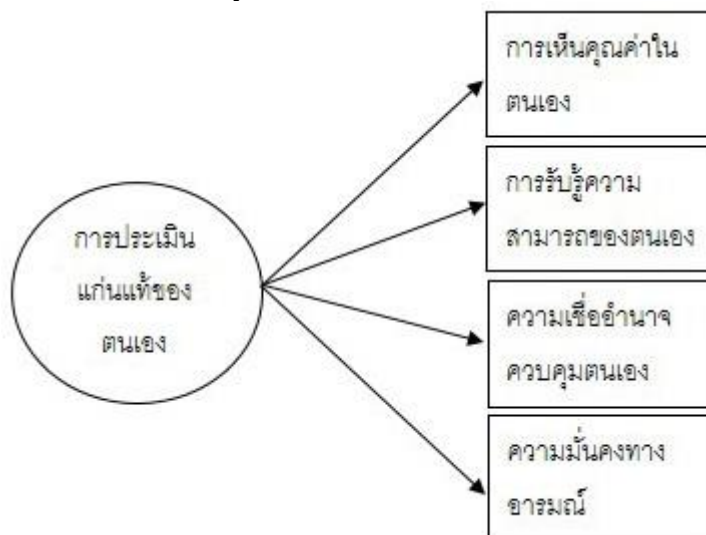 การประเมิน
แก่นแท้ของ
ตนเอง
การเห็นคุณค่าใน
ตนเอง
การรับรู้ความ
สามารถของตนเอง
ความเชื่ออำนาจ
ควบคุมตนเอง
ความมั่นคงทาง
อารมณ์